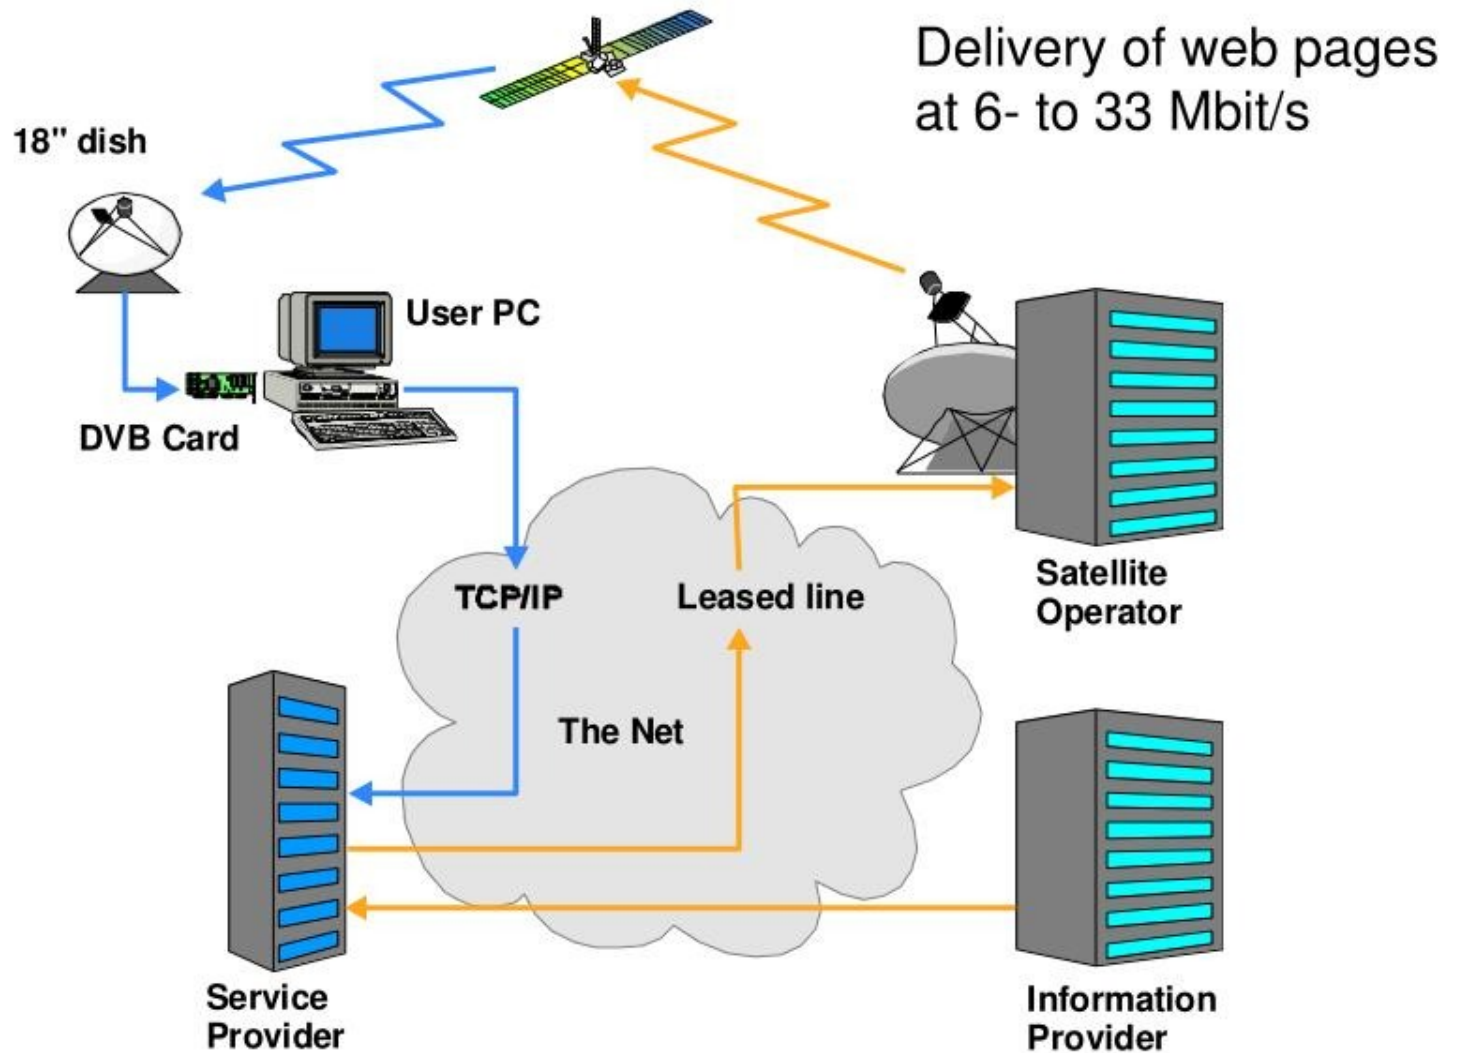 Delivery of web pages
at 6- to 33 Mbit/s
18" dish
User PC
DVB Card
TCP/IP
Leased line
Satellite
Operator
The Net
Service
Provider
Information
Provider